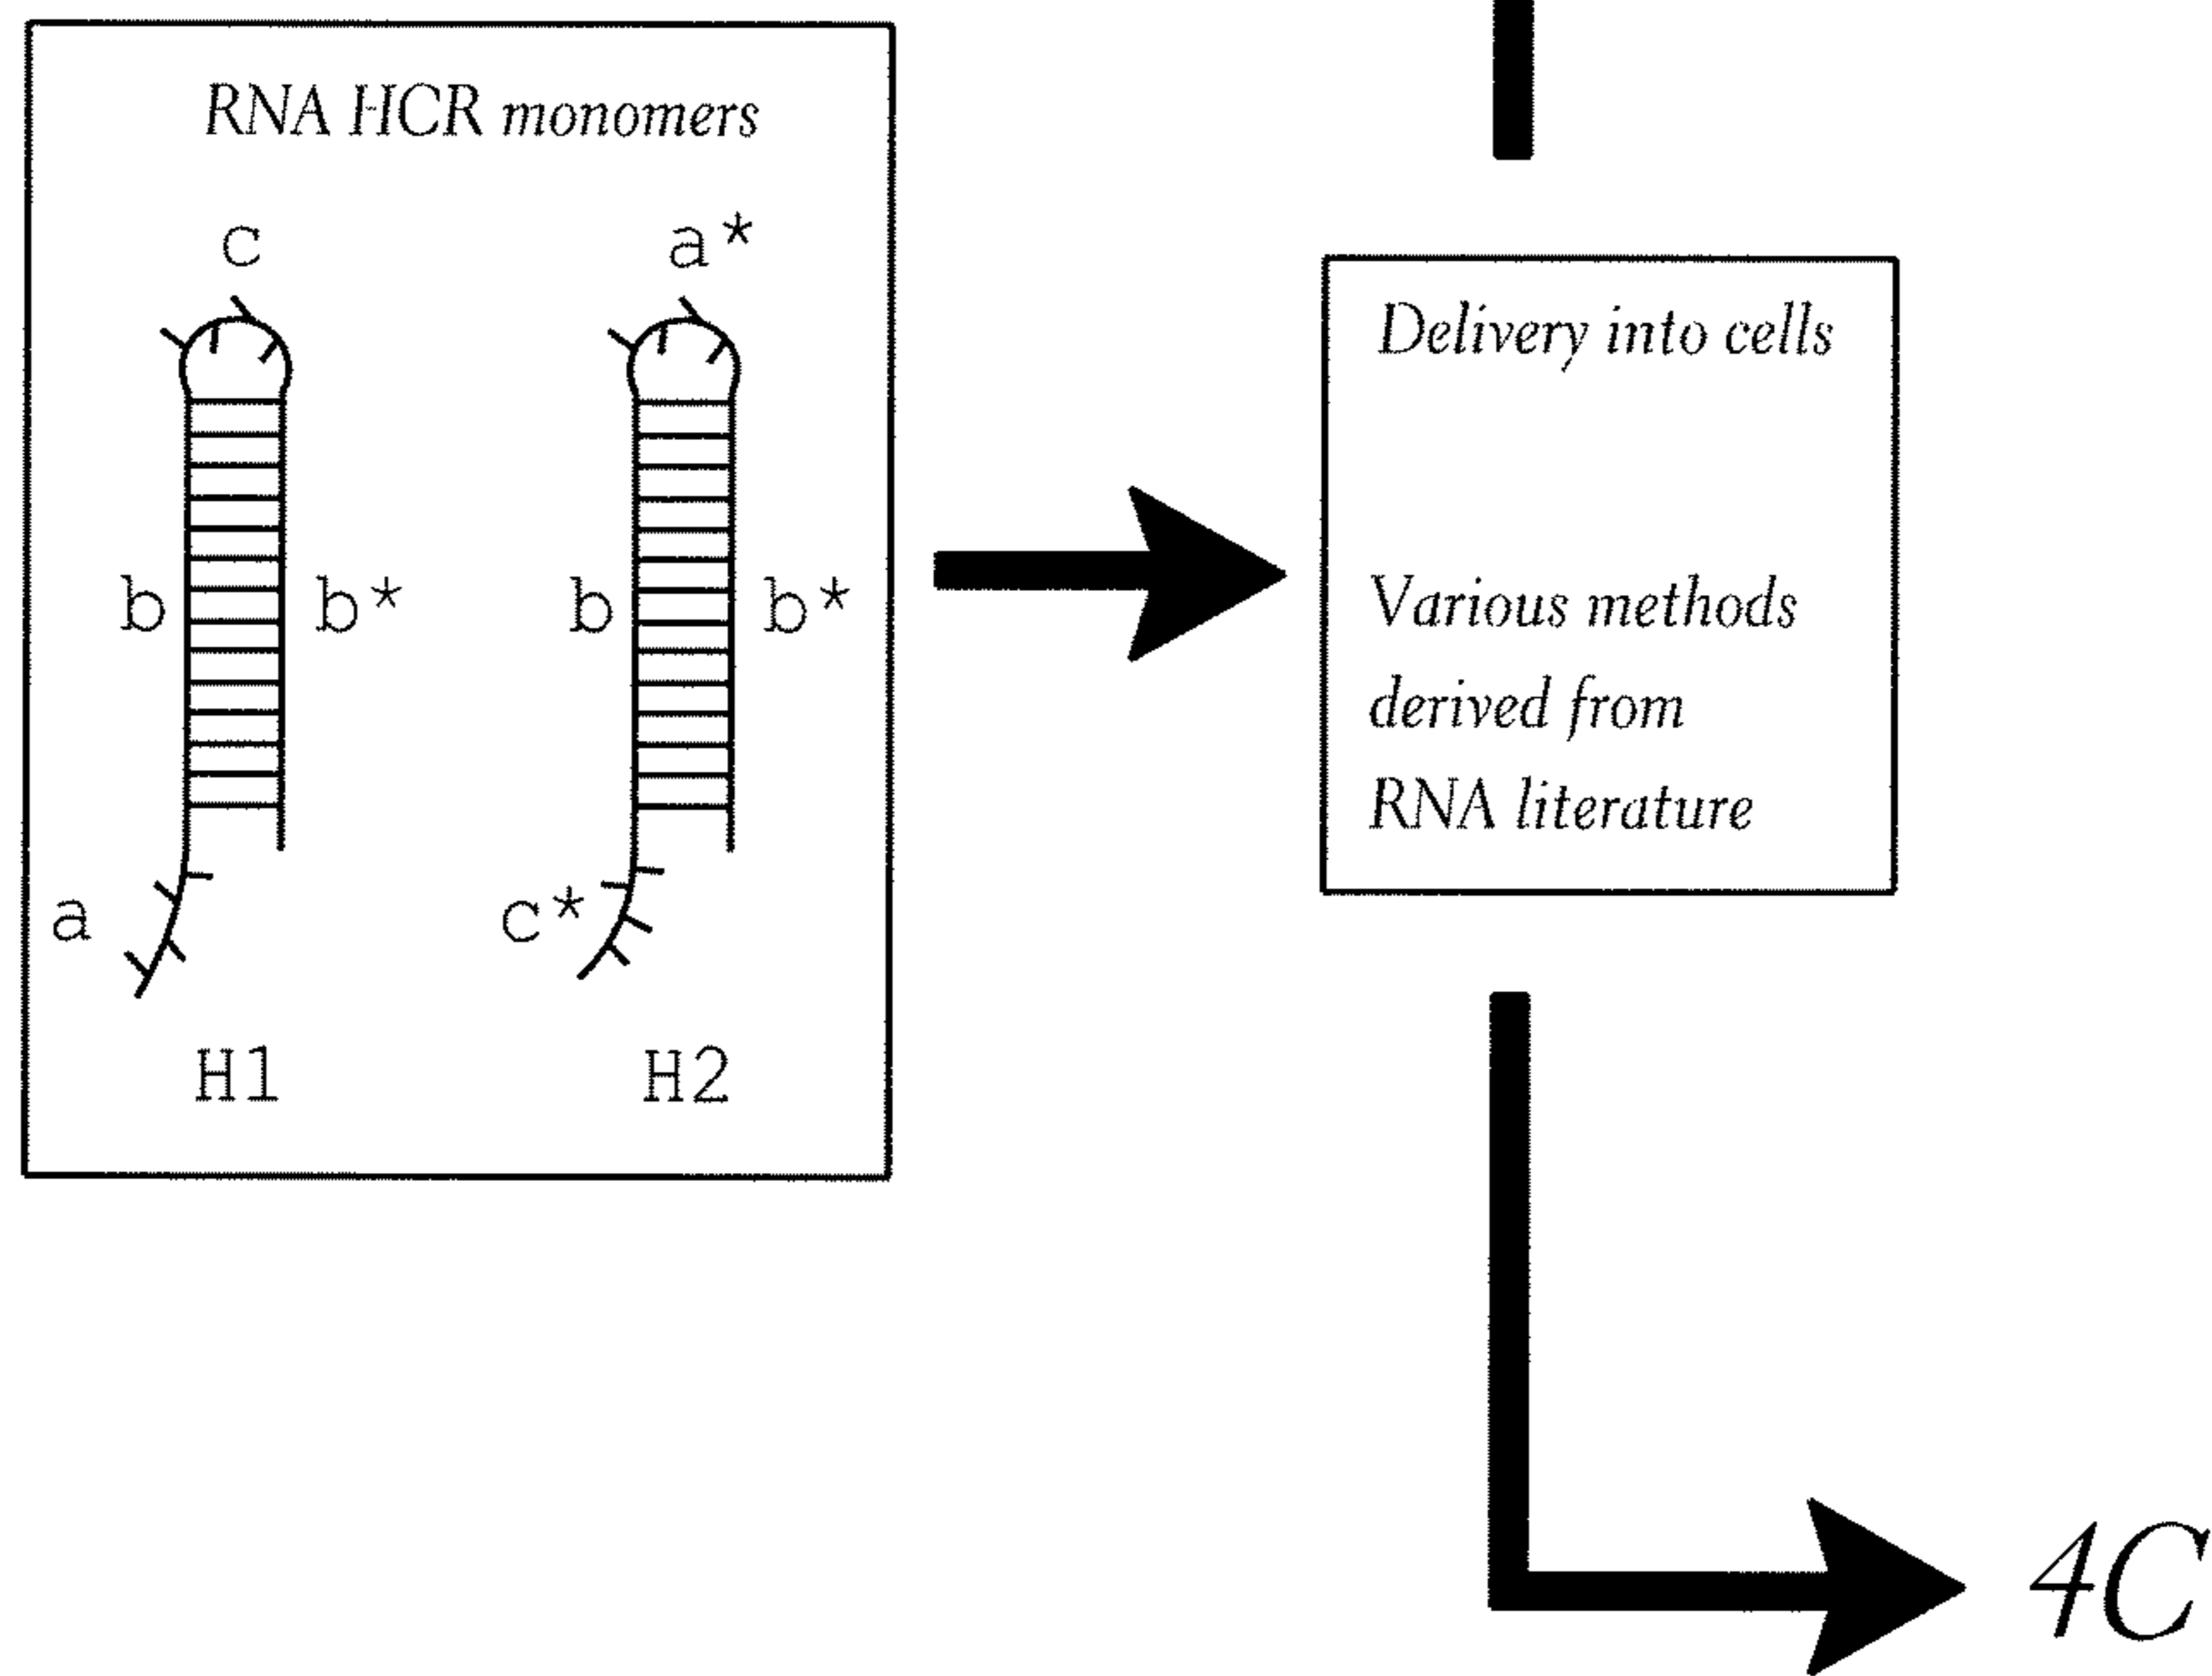 RNA HCR monomers
c
a*
b
b*
b
b*
a
c*
H1
H2
Delivery into cells
Various methods
derived from
RNA literature
4C